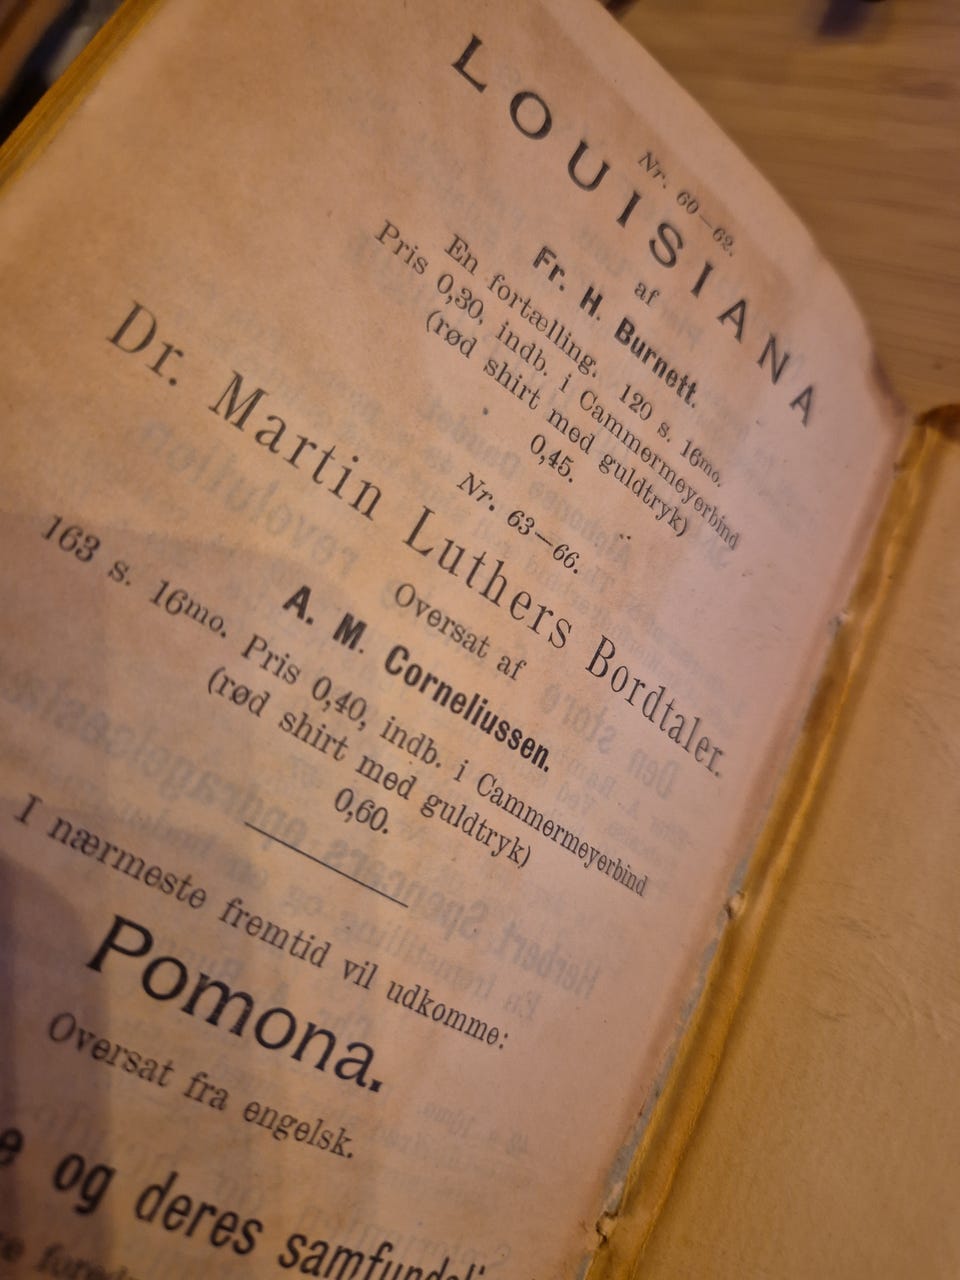 Nr. 60—62.
LOUISIANA
af
Fr. H. Burnett.
En fortælling. 120 s. 16mo.
Pris 0,30, indb. i Cammermeyerbind
(rød shirt med guldtryk)
0,45.
Nr. 63—66.
Dr. Martin Luthers Bordtaler.
Oversat af
A. M. Corneliussen.
163 s. 16mo. Pris 0,40, indb. i Cammermeyerbind
(rød shirt med guldtryk)
0,60.
I nærmeste fremtid vil udkomme:
Pomona.
Oversat fra engelsk.
og deres